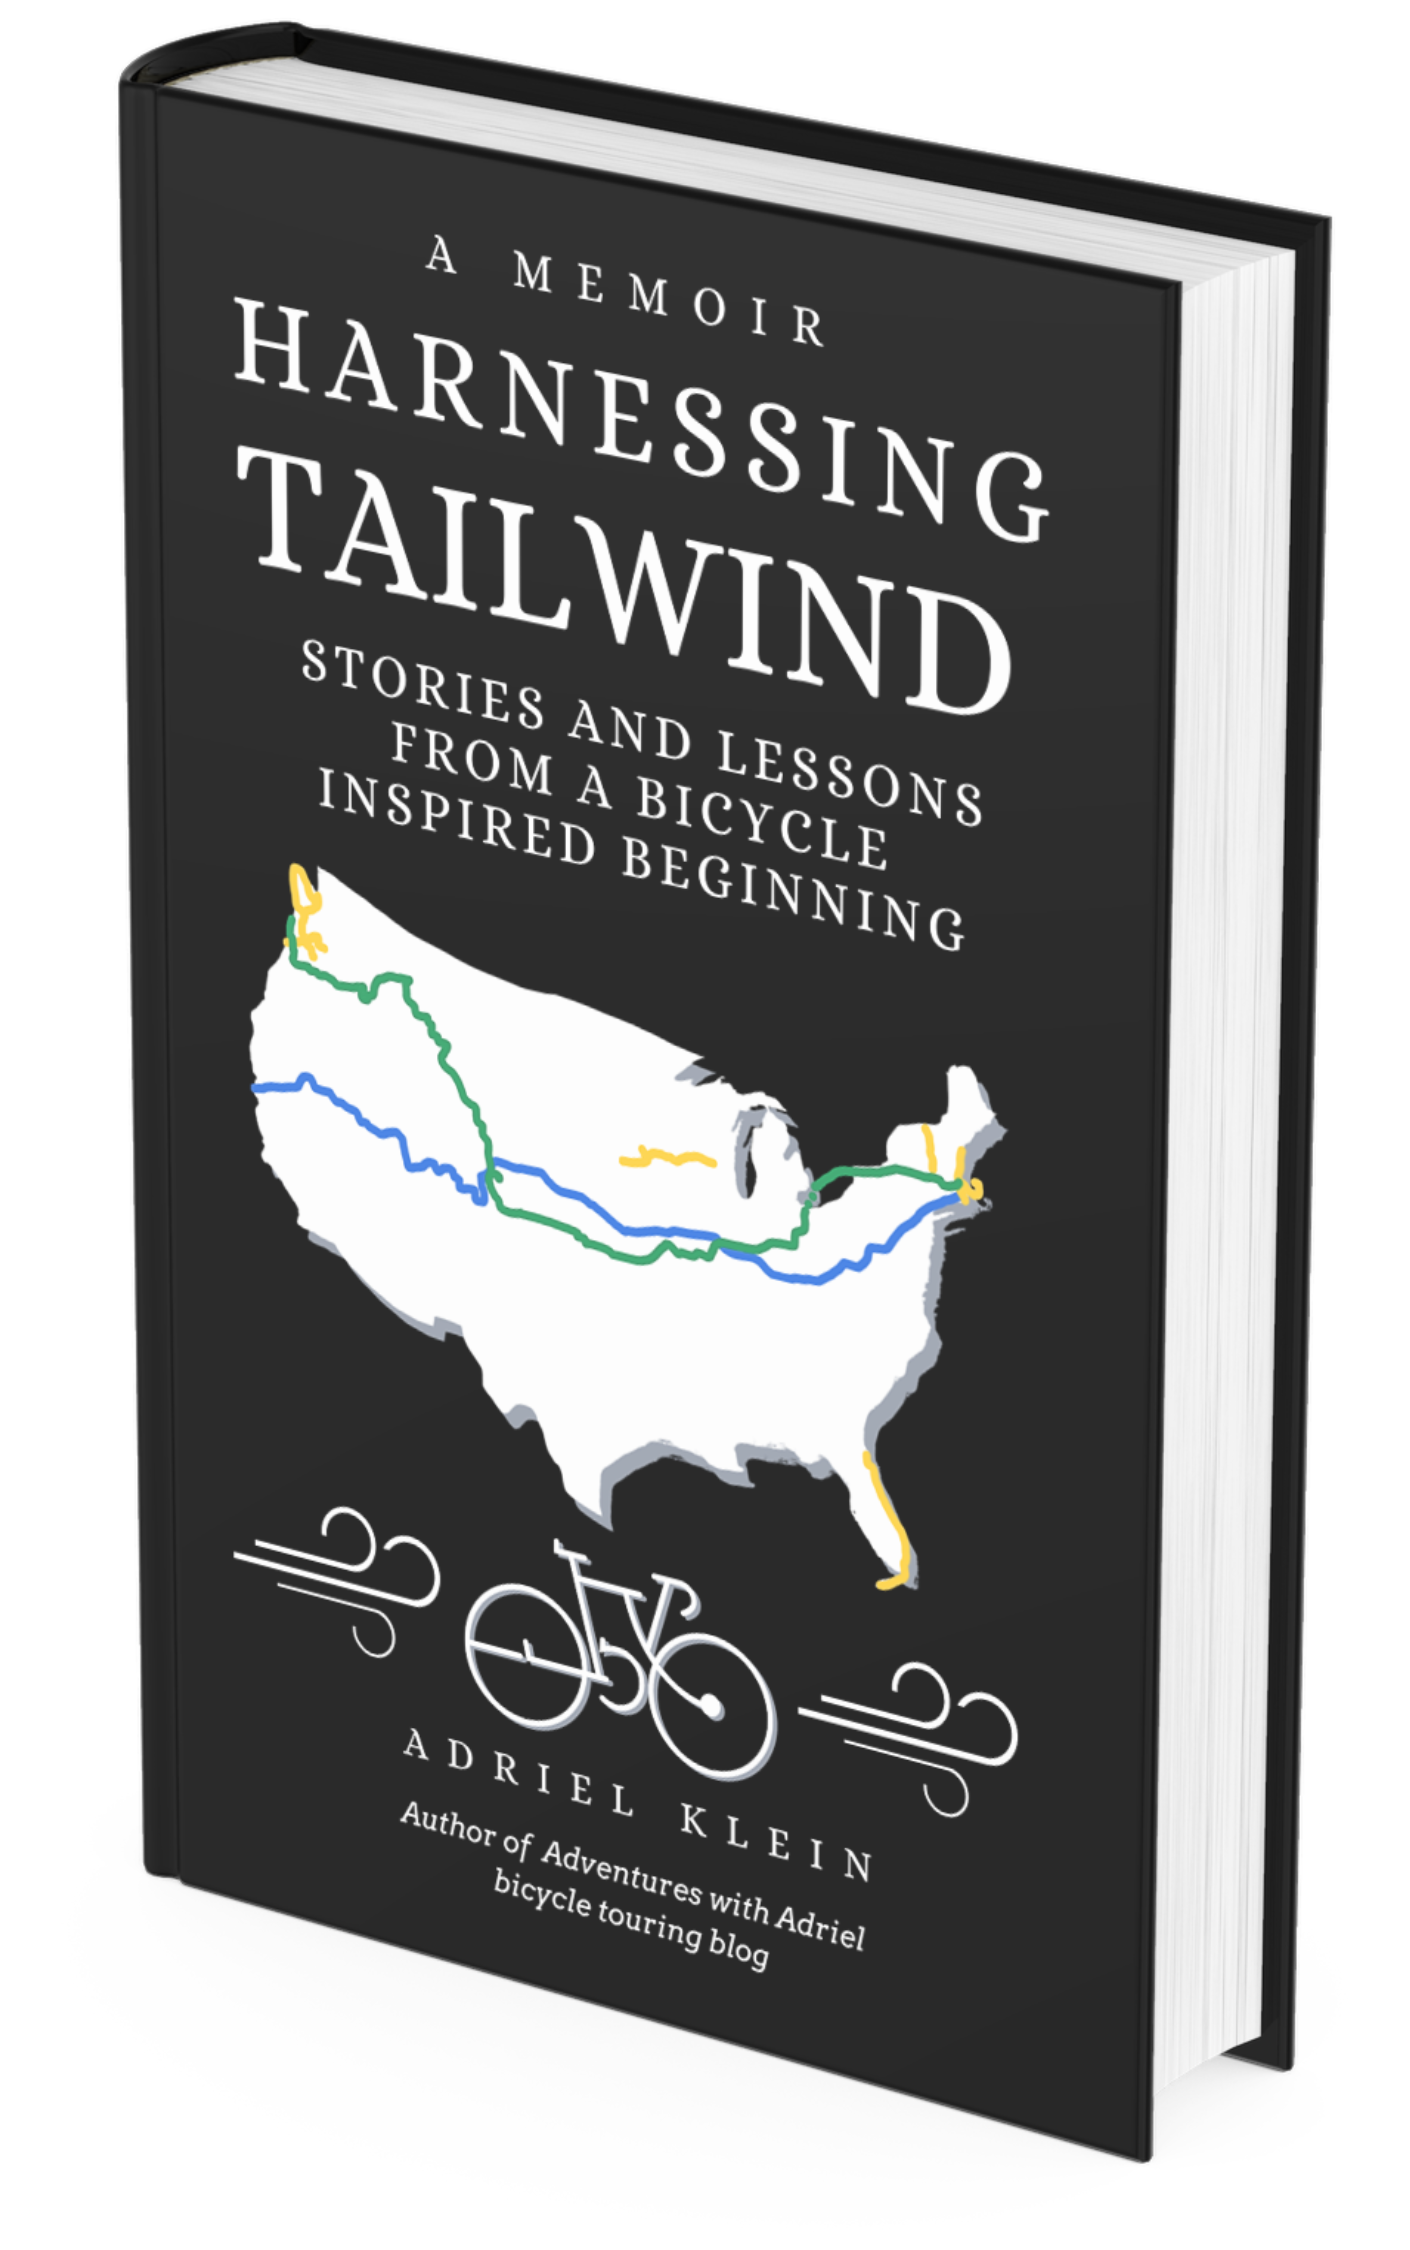 A MEMOIR
HARNESSING
TAILWIND
STORIES AND LESSONS
FROM A BICYCLE
INSPIRED BEGINNING
ADRIEL KLEIN
Author of Adventures with Adriel
bicycle touring blog